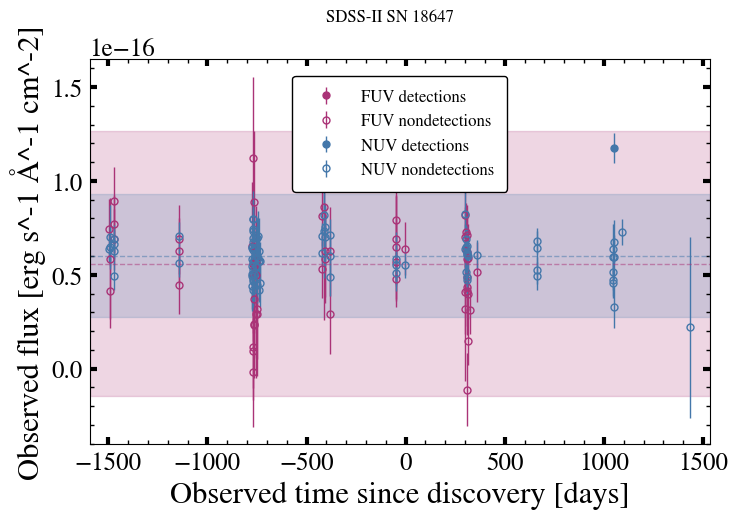 SDSS-II SN 18647
1e−16
FUV detections
FUV nondetections
NUV detections
NUV nondetections
1.5
1.0
0.5
0.0
Observed flux [erg s^-1 Å^-1 cm^-2]
−1500 −1000 −500 0 500 1000 1500
Observed time since discovery [days]